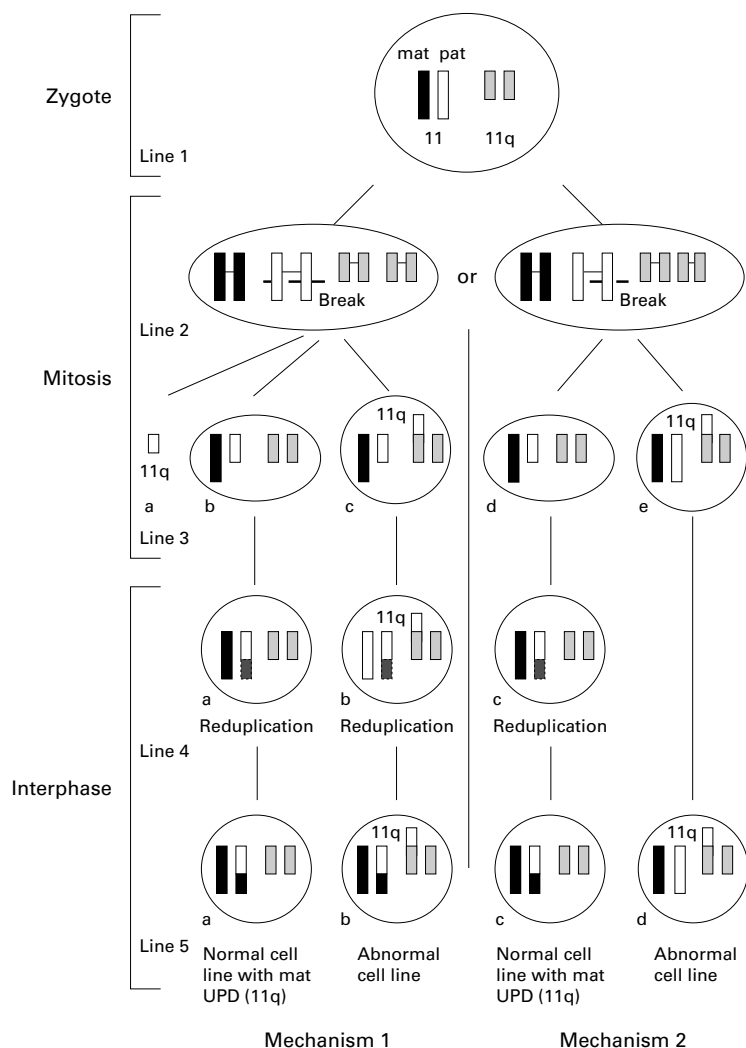 mat pat
Zygote
11 11q
Line 1
or
Break Break
Line 2
Mitosis
11q 11q
11q
a b c d e
Line 3
11q
a b c
Reduplication Reduplication Reduplication
Line 4
Interphase
11q 11q
a b c d
Line 5
Normal cell
line with mat
UPD (11q)
Abnormal
cell line
Normal cell
line with mat
UPD (11q)
Abnormal
cell line
Mechanism 1 Mechanism 2